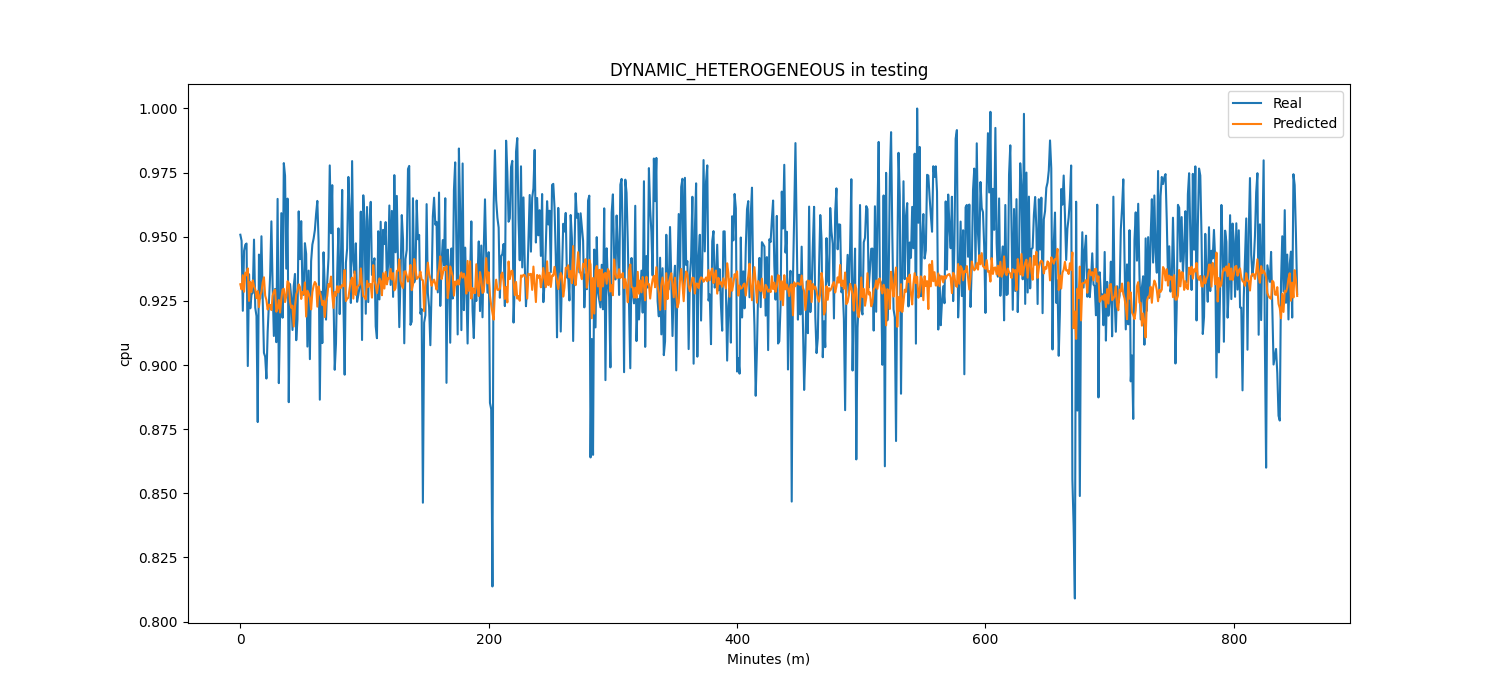 DYNAMIC_HETEROGENEOUS in testing
Real
Predicted
1.000
0.975
0.950
0.925
0.900
0.875
0.850
0.825
0.800
cpu
0 200 400 600 800
Minutes (m)